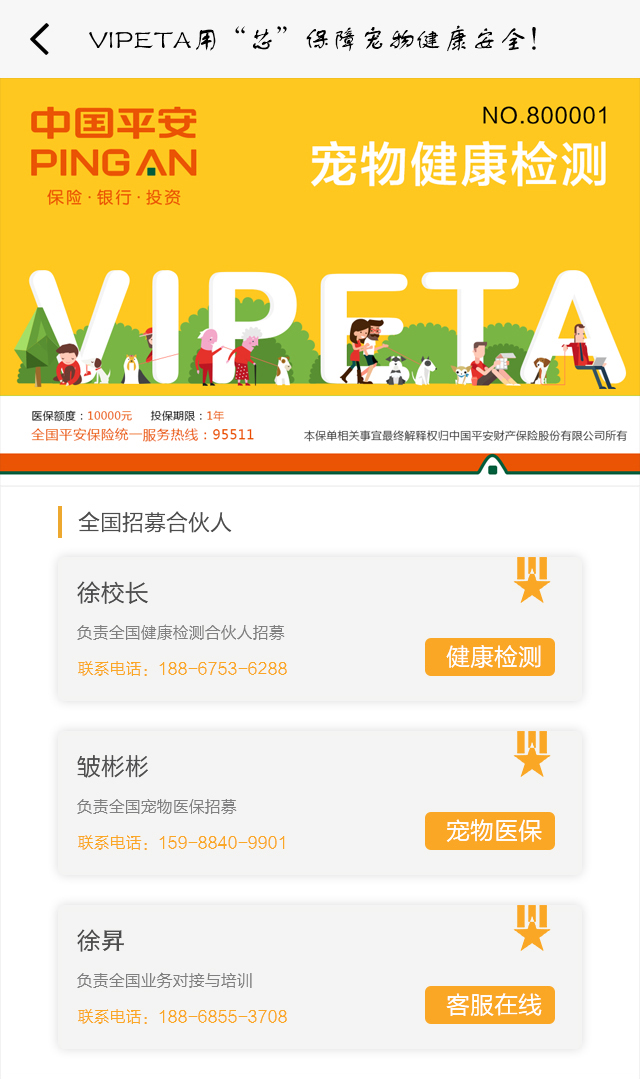 VIPETA用“芯”保障宠物健康安全！
中国平安
PING AN
保险·银行·投资
NO.800001
宠物健康检测
VIPETA
医保额度：10000元 投保期限：1年
全国平安保险统一服务热线：95511
本保单相关事宜最终解释权归中国平安财产保险股份有限公司所有
全国招募合伙人
徐校长
负责全国健康检测合伙人招募
联系电话：188-6753-6288
健康检测
皱彬彬
负责全国宠物医保招募
联系电话：159-8840-9901
宠物医保
徐昇
负责全国业务对接与培训
联系电话：188-6855-3708
客服在线